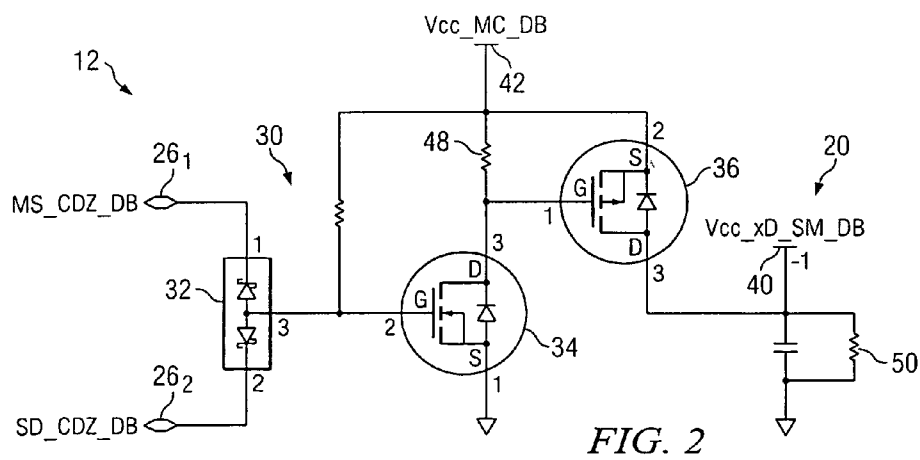 Vcc_MC_DB
12
42
30
48
2
S
36
20
26₁
MS_CDZ_DB
G
1
Vcc_xD_SM_DB
1
3
D
D
3
40
-1
32
G
3
2
S
34
50
2
1
26₂
SD_CDZ_DB
FIG. 2